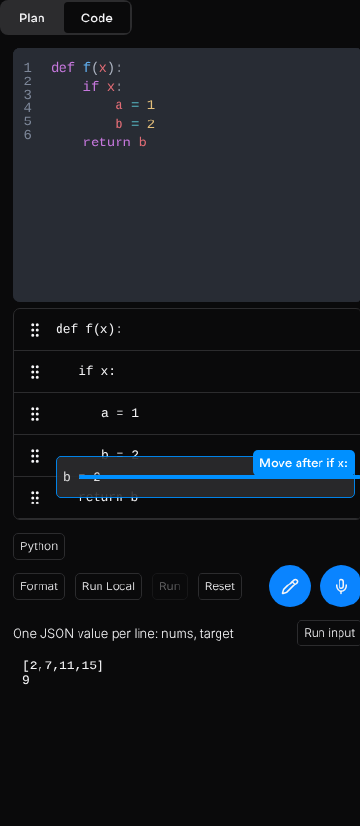 Plan Code
1 def f(x):
2 if x:
3 a = 1
4 b = 2
5 return b
6
def f(x):
if x:
a = 1
b = 2
Move after if x:
b = 2
return b
Python
Format Run Local Run Reset
One JSON value per line: nums, target Run input
[2,7,11,15]
9